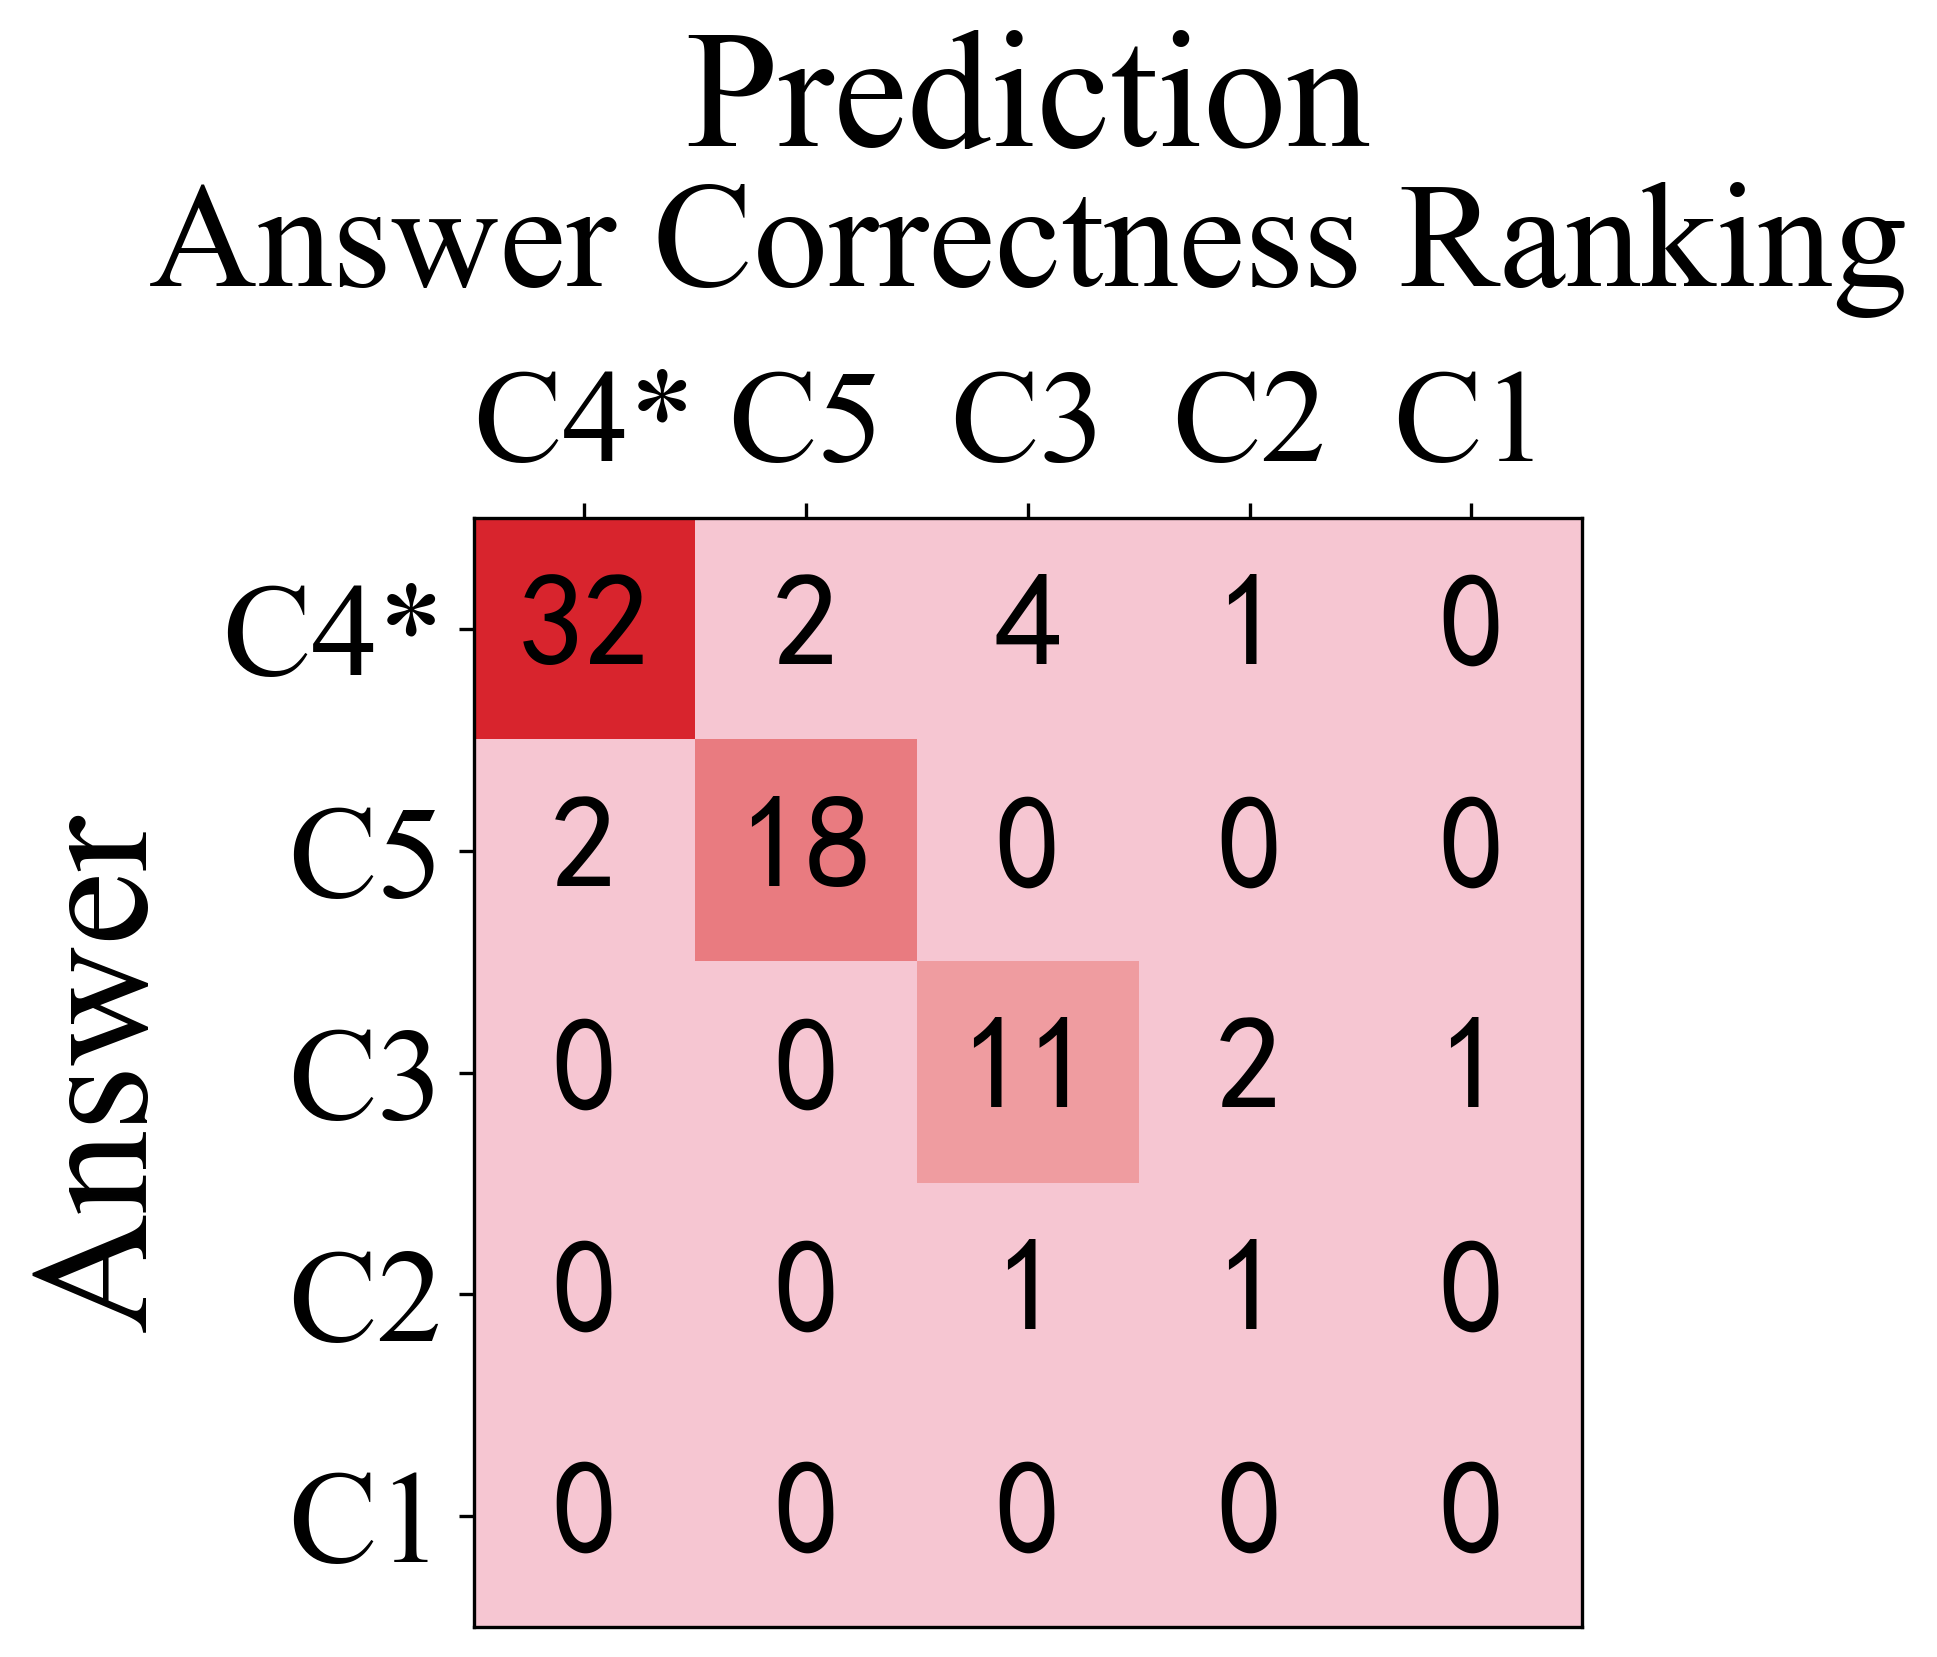 Prediction
Answer Correctness Ranking
C4* C5 C3 C2 C1
Answer
C4* 32 2 4 1 0
C5 2 18 0 0 0
C3 0 0 11 2 1
C2 0 0 1 1 0
C1 0 0 0 0 0